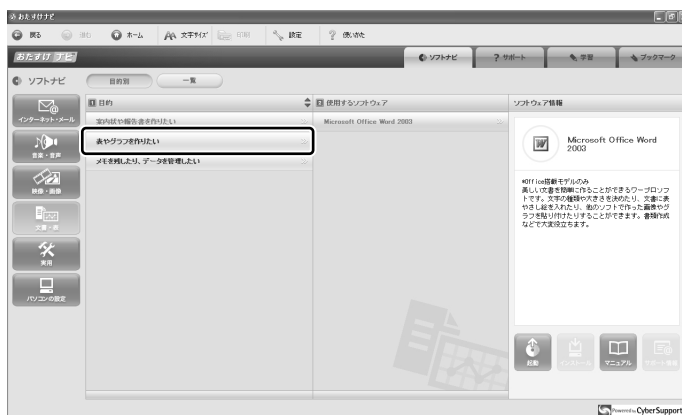 おたすけナビ
戻る 進む ホーム 文字サイズ 印刷 設定 使いかた
おたすけナビ
ソフトナビ サポート 学習 ブックマーク
ソフトナビ 目的別 一覧
1 目的
2 使用するソフトウェア
ソフトウェア情報
インターネット・メール
音楽・音声
映像・画像
文書・表
実用
パソコンの設定
案内状や報告書を作りたい
表やグラフを作りたい
メモを残したり、データを管理したい
Microsoft Office Word 2003
Microsoft Office Word
2003
*Office搭載モデルのみ
美しい文書を簡単に作ることができるワープロソフ
トです。文字の種類や大きさを決めたり、文書に表
やさし絵を入れたり、他のソフトで作った画像やグ
ラフを貼り付けたりすることができます。書類作成
などで大変役立ちます。
起動 インストール マニュアル サポート情報
Powered by CyberSupport